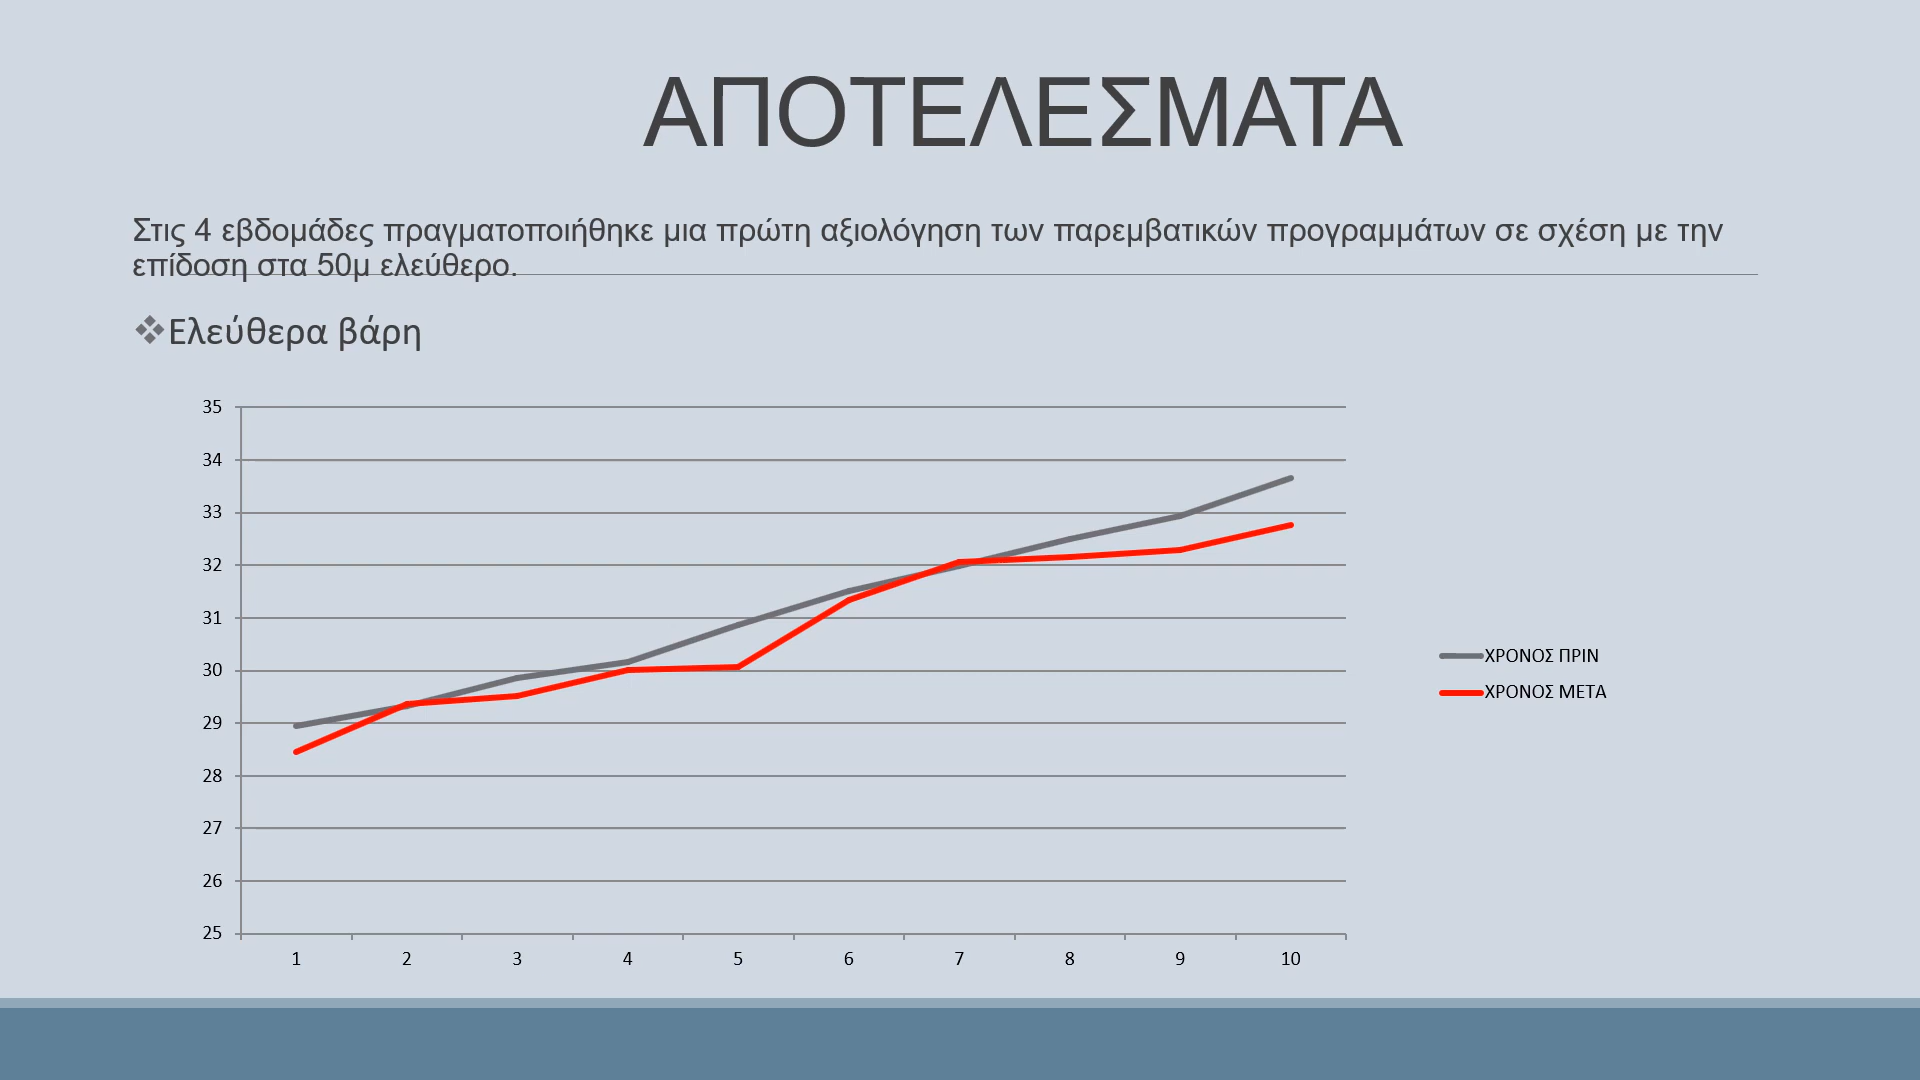 ΑΠΟΤΕΛΕΣΜΑΤΑ
Στις 4 εβδομάδες πραγματοποιήθηκε μια πρώτη αξιολόγηση των παρεμβατικών προγραμμάτων σε σχέση με την
επίδοση στα 50μ ελεύθερο.
Ελεύθερα βάρη
35
34
33
32
31
30
29
28
27
26
25
1 2 3 4 5 6 7 8 9 10
ΧΡΟΝΟΣ ΠΡΙΝ
ΧΡΟΝΟΣ ΜΕΤΑ